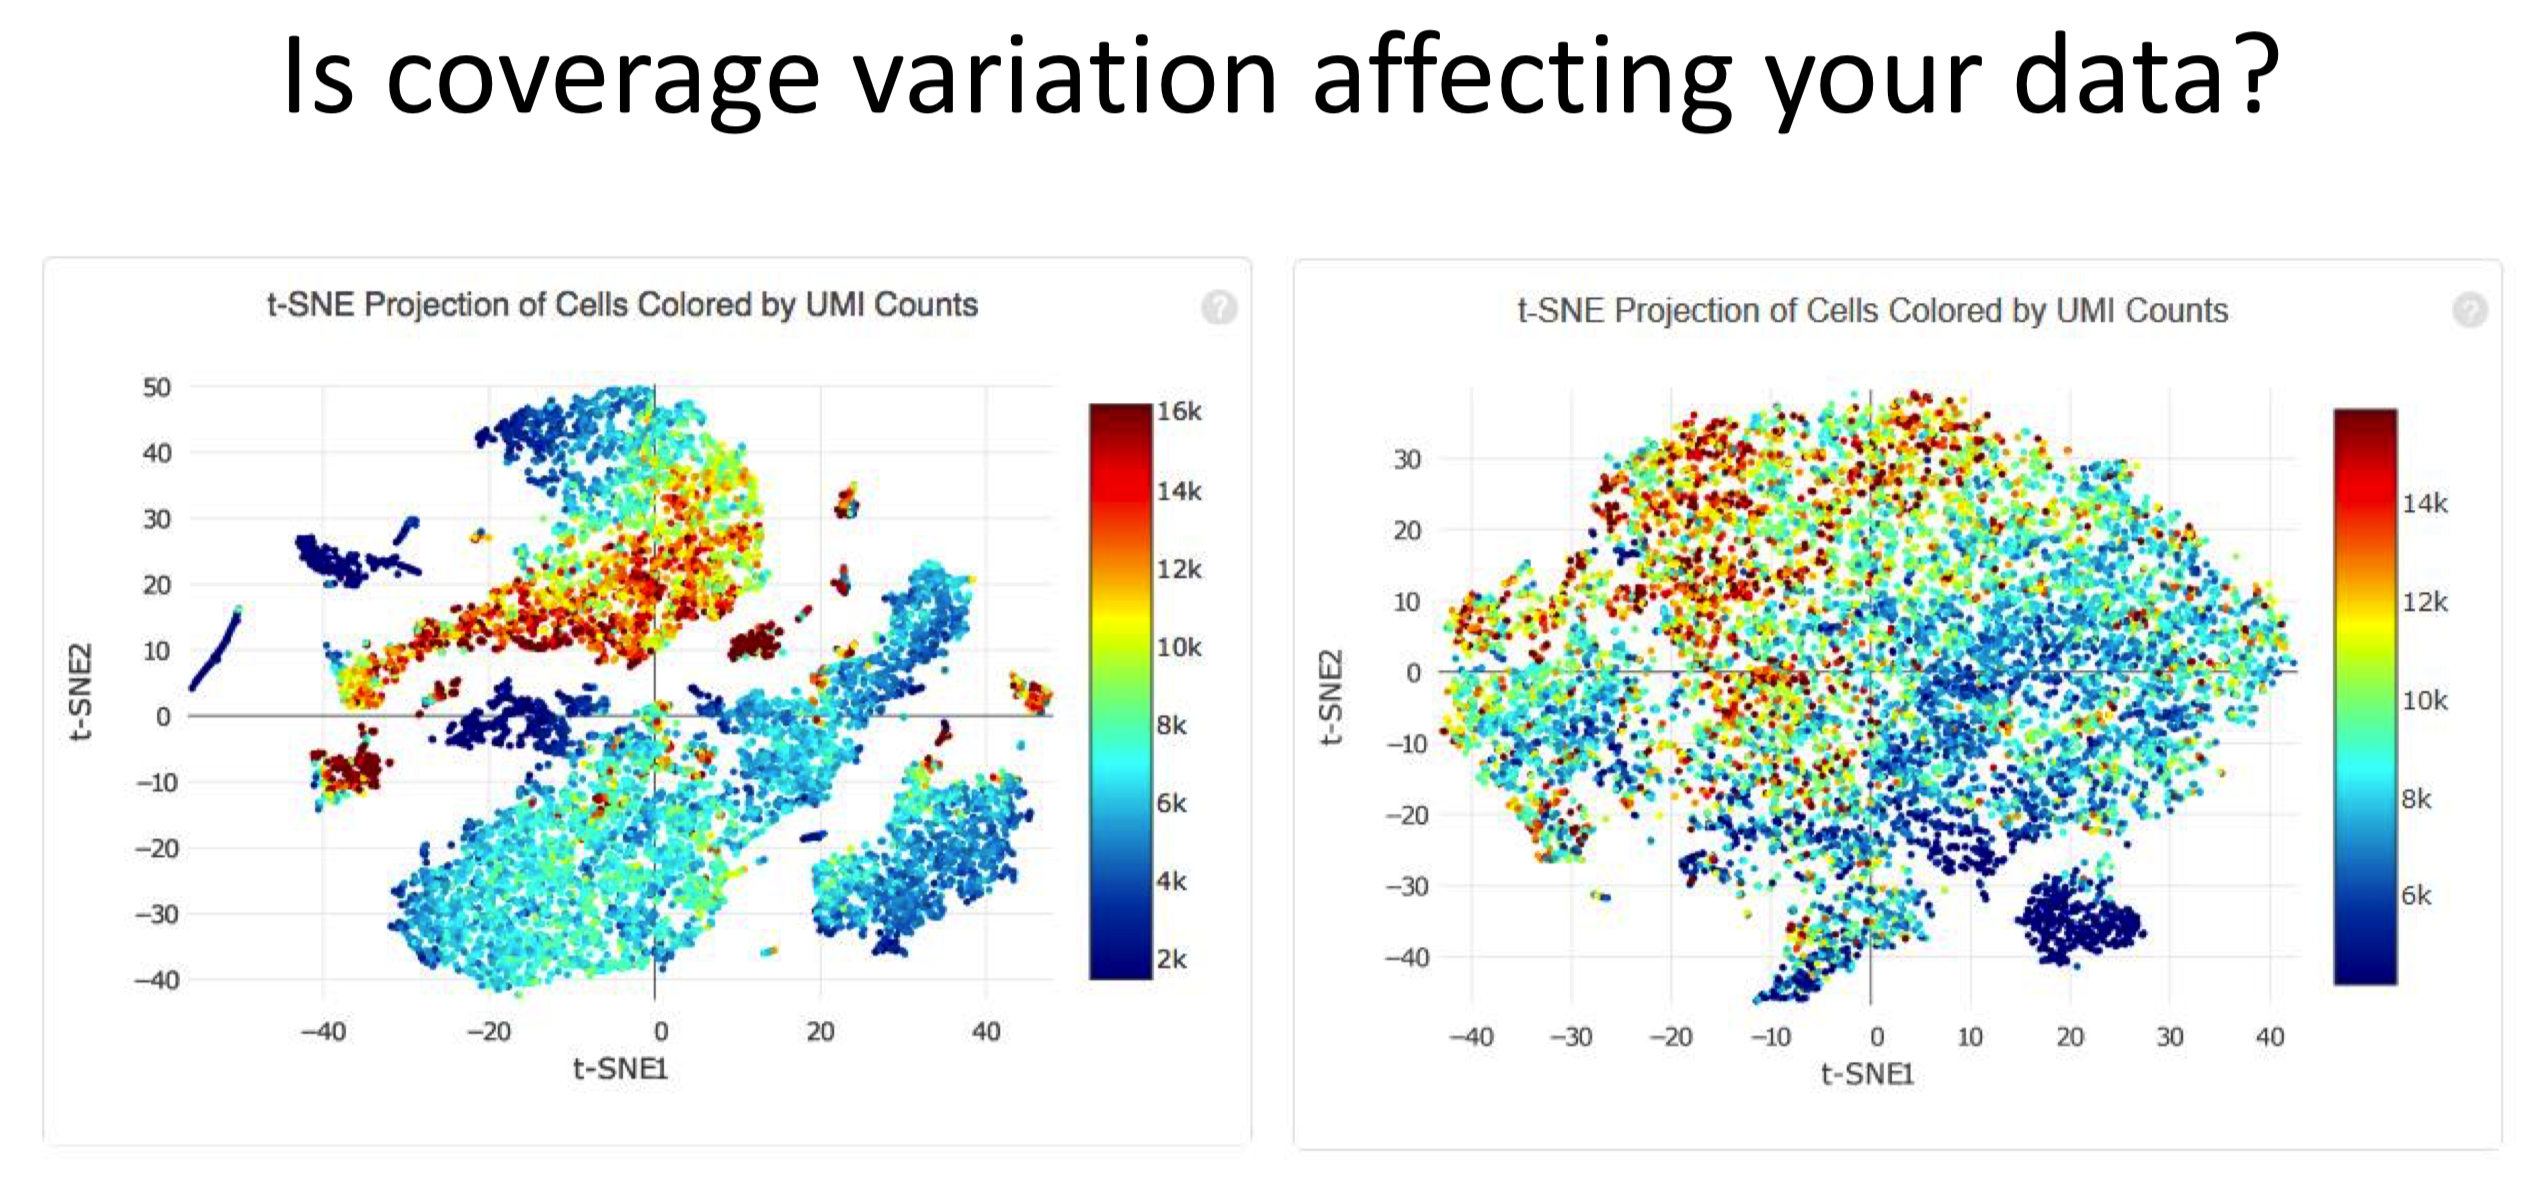 Is coverage variation affecting your data?
t-SNE Projection of Cells Colored by UMI Counts
?
50
40
30
20
10
0
−10
−20
−30
−40
t-SNE2
−40
−20
0
20
40
t-SNE1
16k
14k
12k
10k
8k
6k
4k
2k
t-SNE Projection of Cells Colored by UMI Counts
?
30
20
10
0
−10
−20
−30
−40
t-SNE2
−40
−30
−20
−10
0
10
20
30
40
t-SNE1
14k
12k
10k
8k
6k